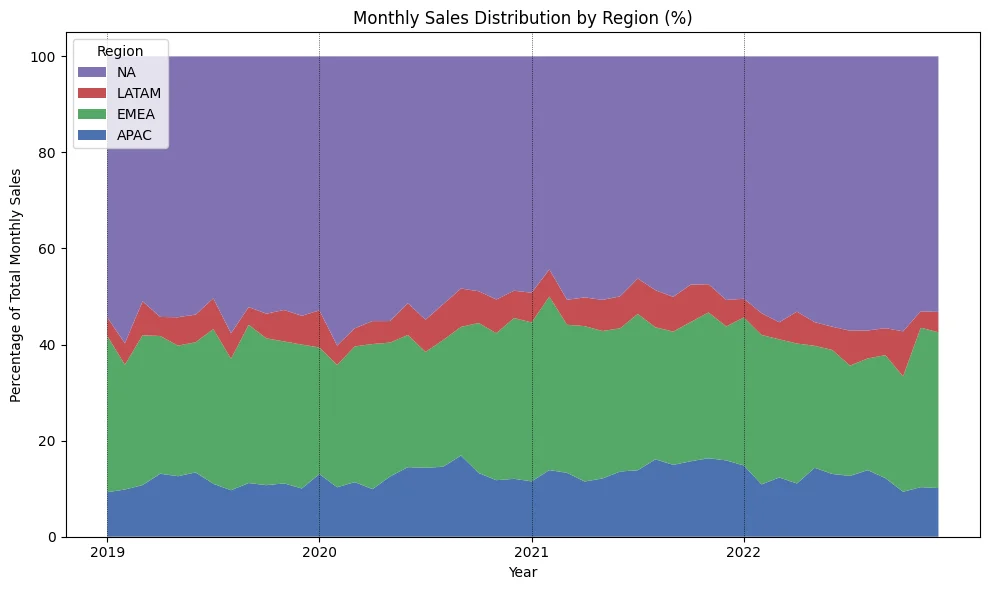 Monthly Sales Distribution by Region (%)
Region
NA
LATAM
EMEA
APAC
Percentage of Total Monthly Sales
100
80
60
40
20
0
2019
2020
2021
2022
Year